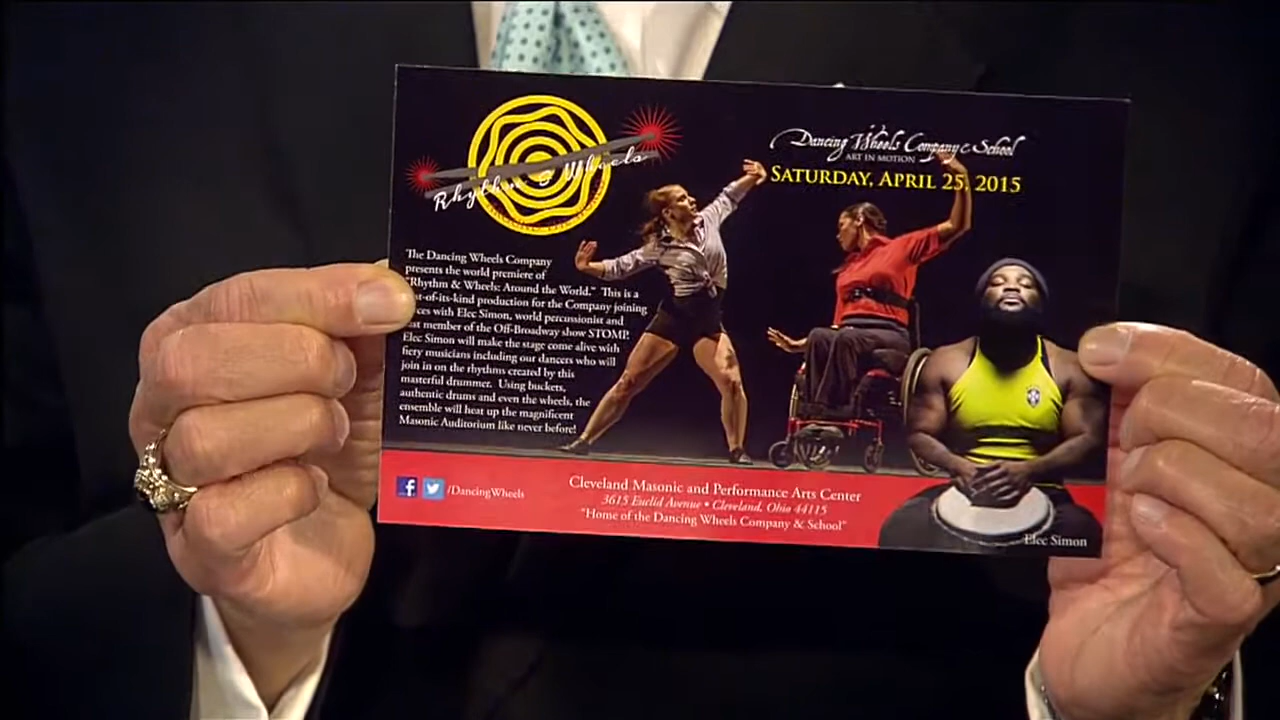 Rhythm & Wheels
Dancing Wheels Company & School
ART IN MOTION
SATURDAY, APRIL 25, 2015
The Dancing Wheels Company
presents the world premiere of
"Rhythm & Wheels: Around the World." This is a
-of-its-kind production for the Company joining
with Elec Simon, world percussionist and
member of the Off-Broadway show STOMP.
Elec Simon will make the stage come alive with
fiery musicians including our dancers who will
join in on the rhythms created by this
masterful drummer. Using buckets,
authentic drums and even the wheels, the
ensemble will heat up the magnificent
Masonic Auditorium like never before!
/DancingWheels
Cleveland Masonic and Performance Arts Center
3615 Euclid Avenue • Cleveland, Ohio 44115
"Home of the Dancing Wheels Company & School"
Elec Simon